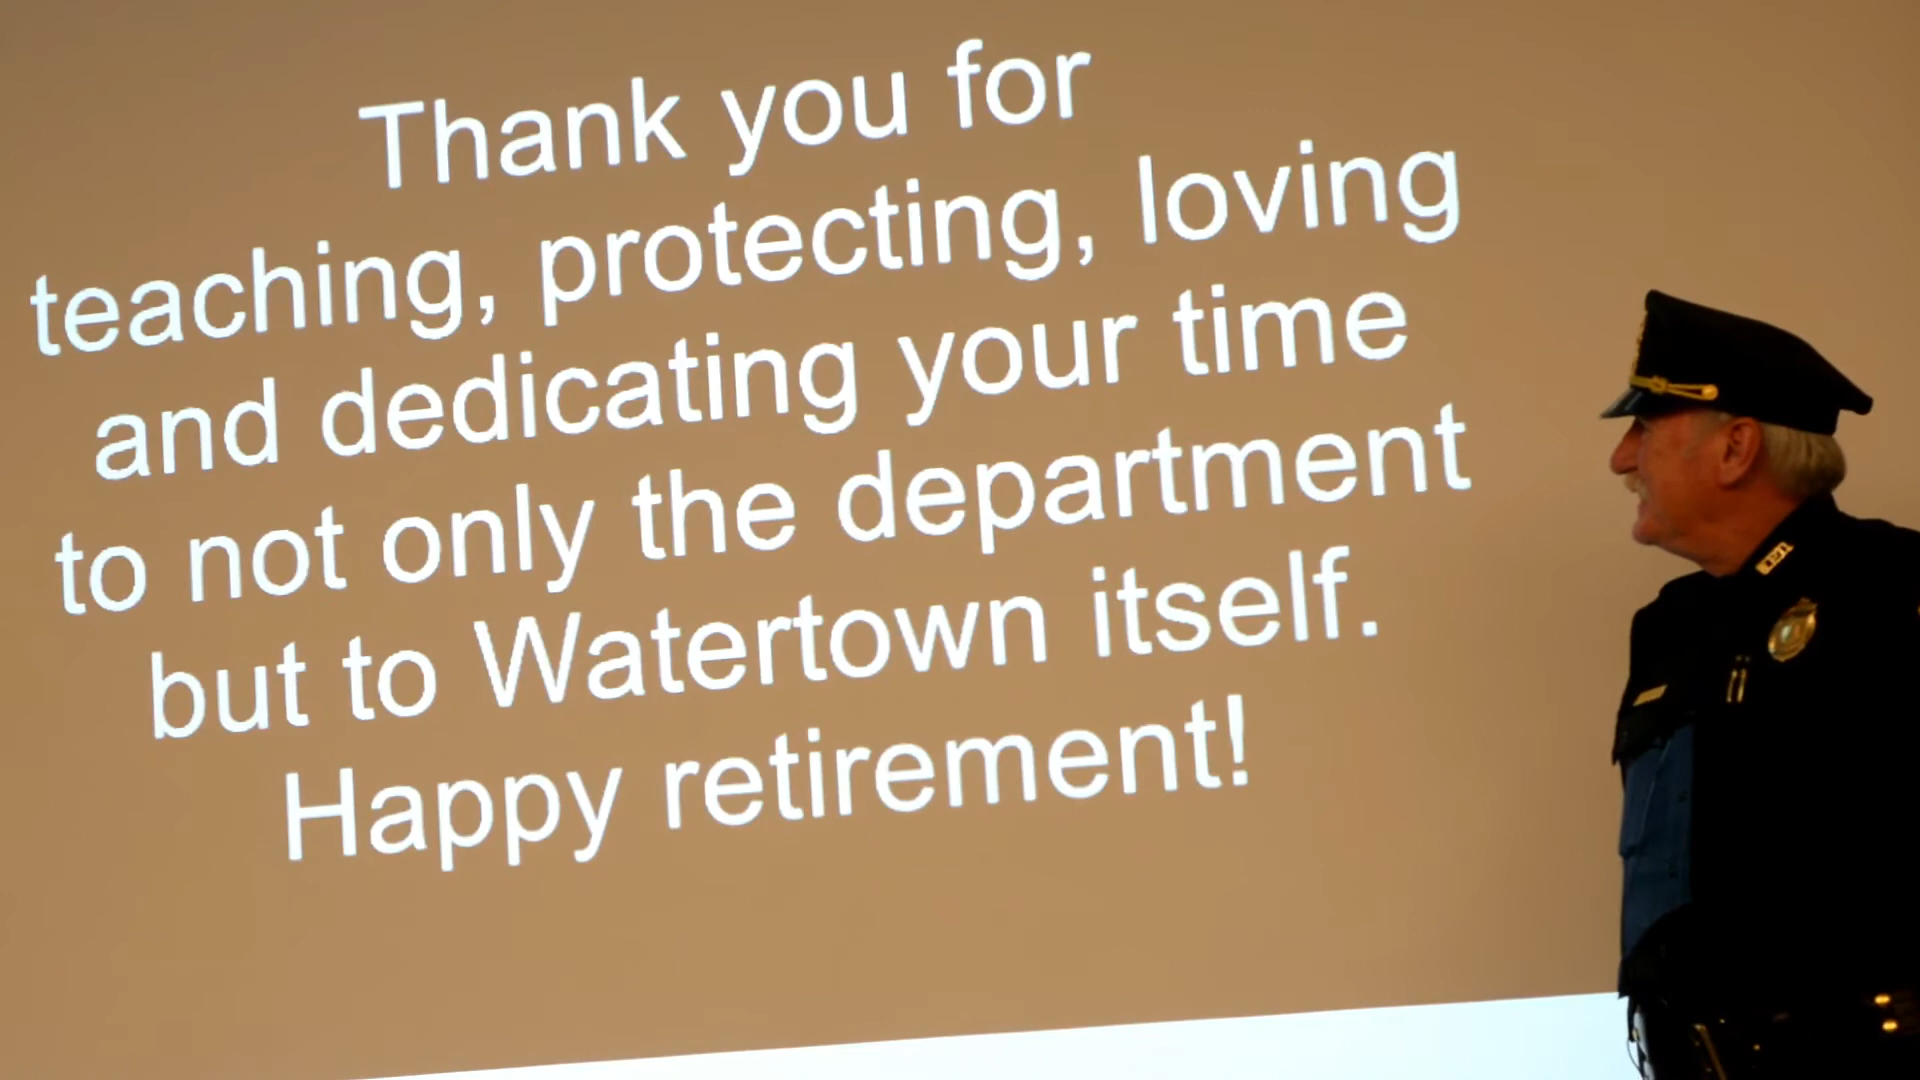 Thank you for
teaching, protecting, loving
and dedicating your time
to not only the department
but to Watertown itself.
Happy retirement!